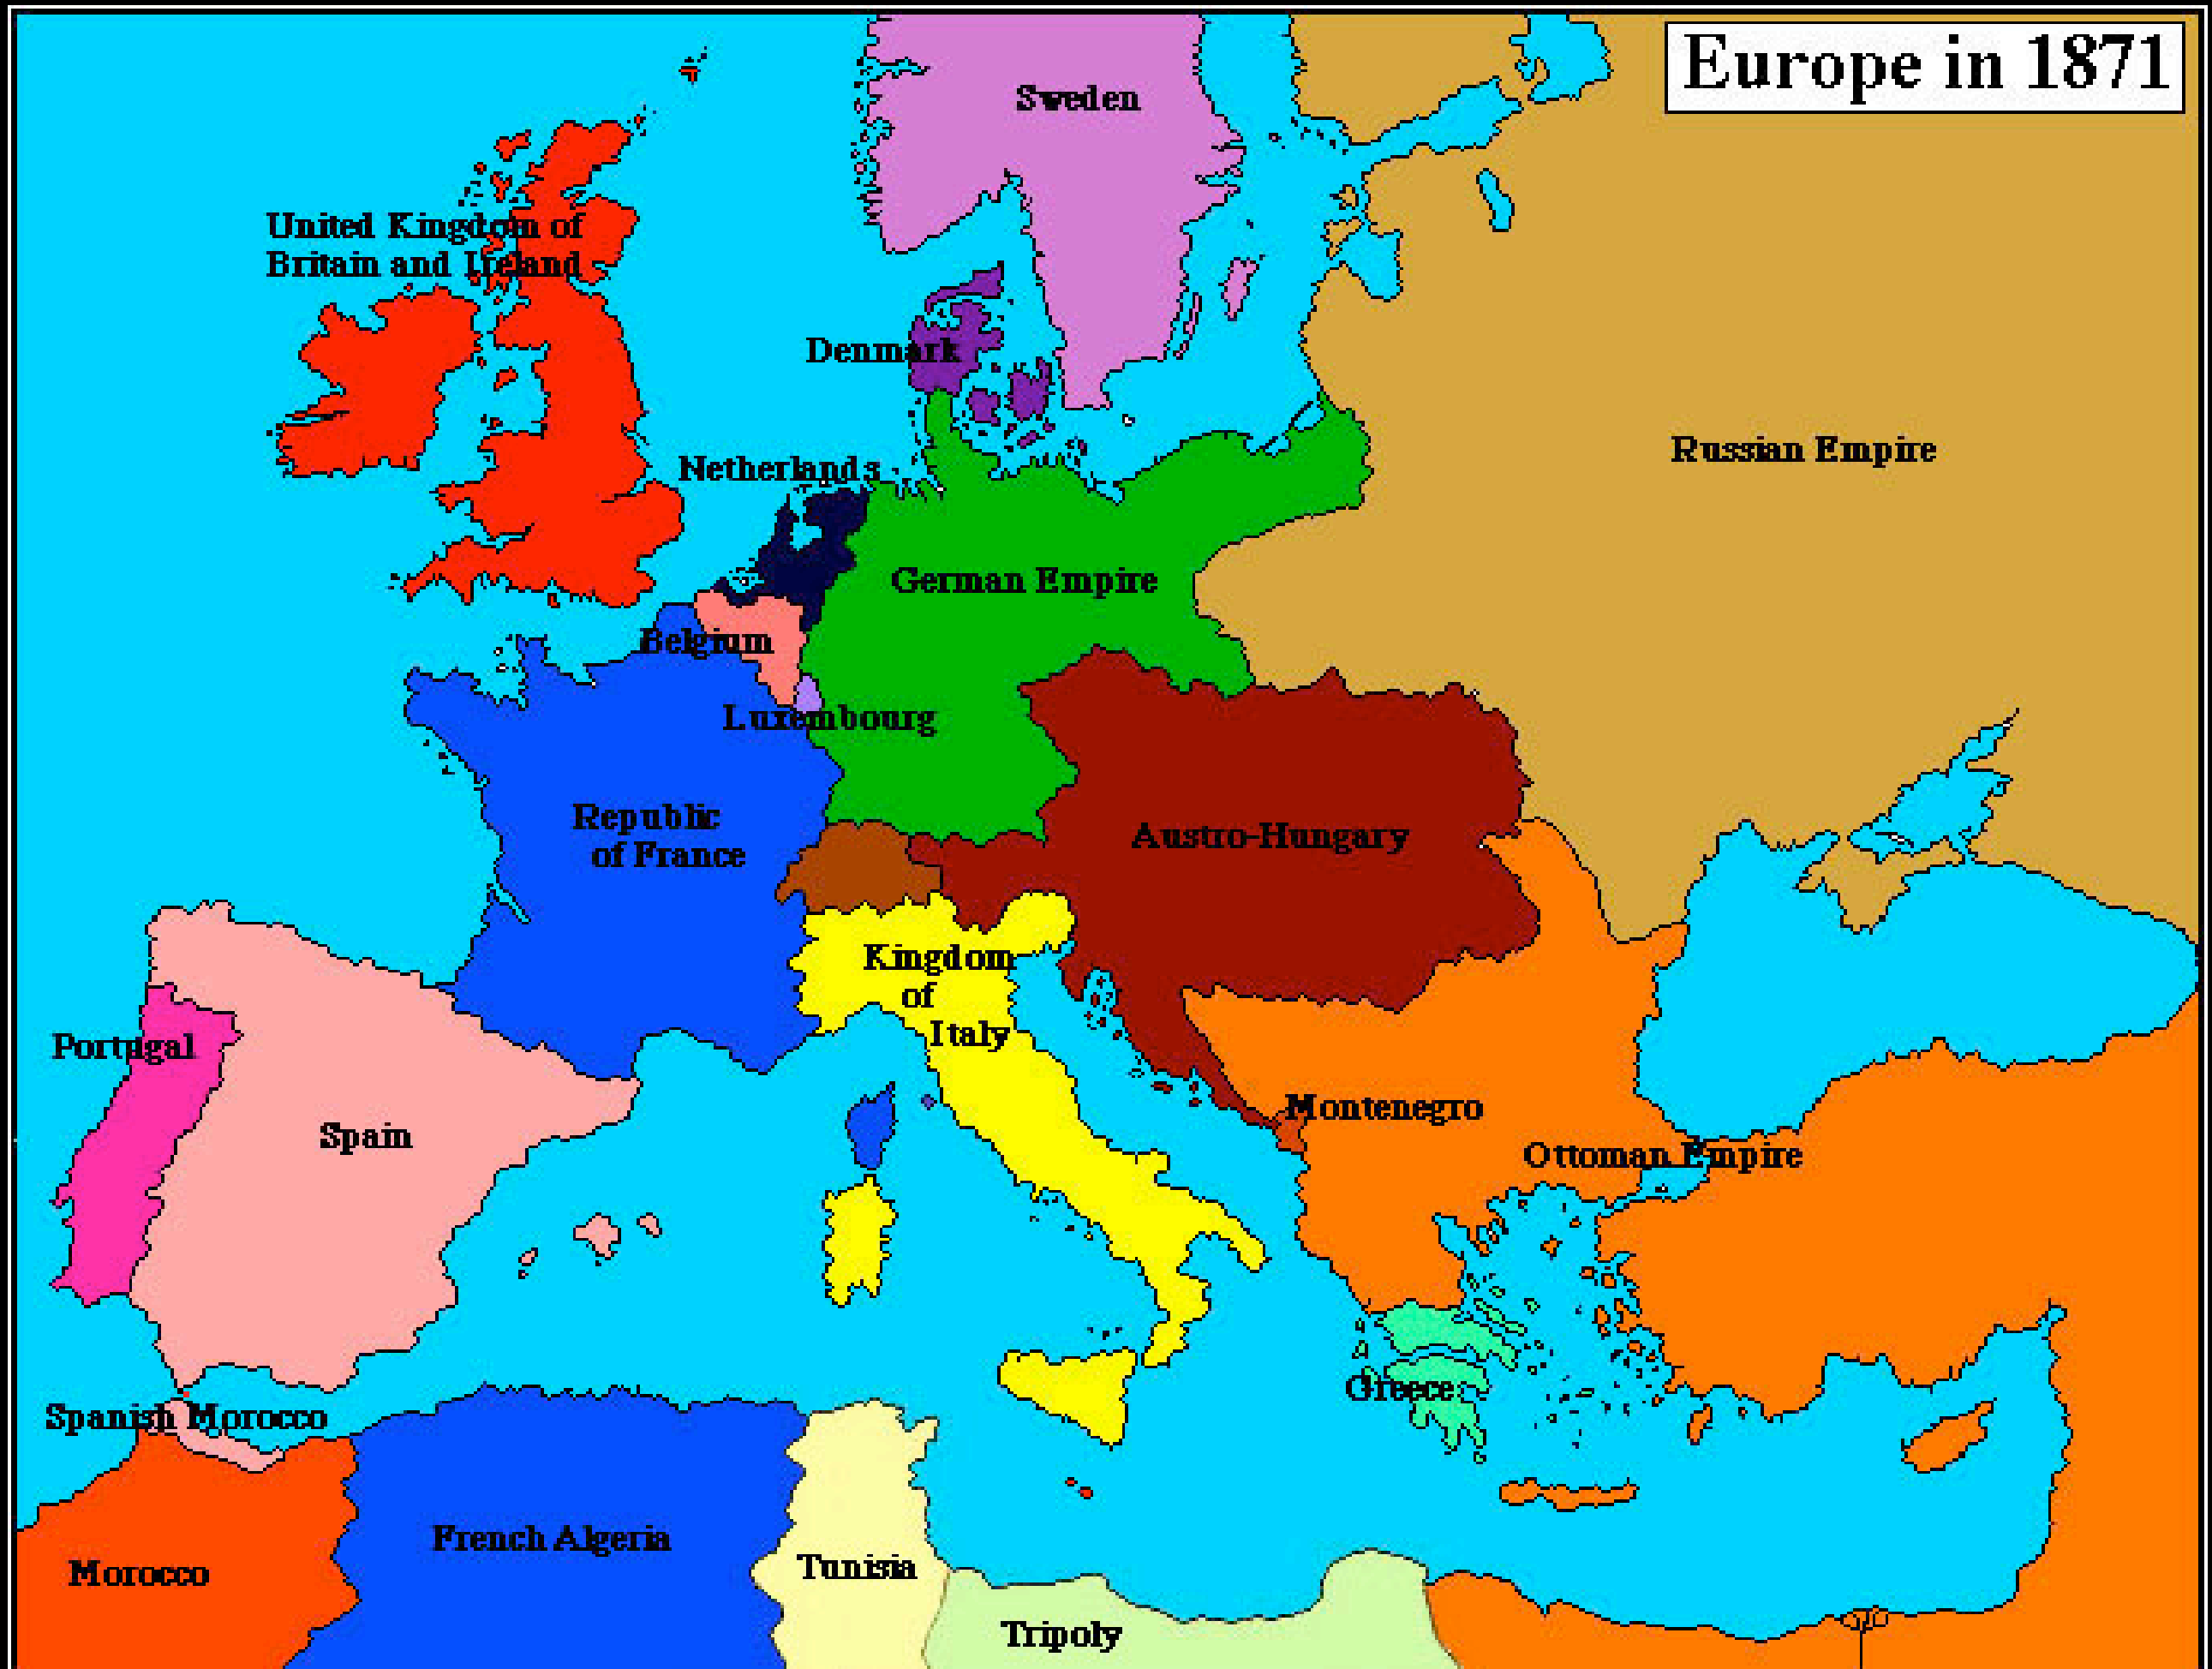 Europe in 1871
Sweden
United Kingdom of
Britain and Ireland
Denmark
Russian Empire
Netherlands
German Empire
Belgium
Luxembourg
Republic
of France
Austro-Hungary
Kingdom
of
Italy
Portugal
Montenegro
Spain
Ottoman Empire
Greece
Spanish Morocco
French Algeria
Tunisia
Morocco
Tripoly